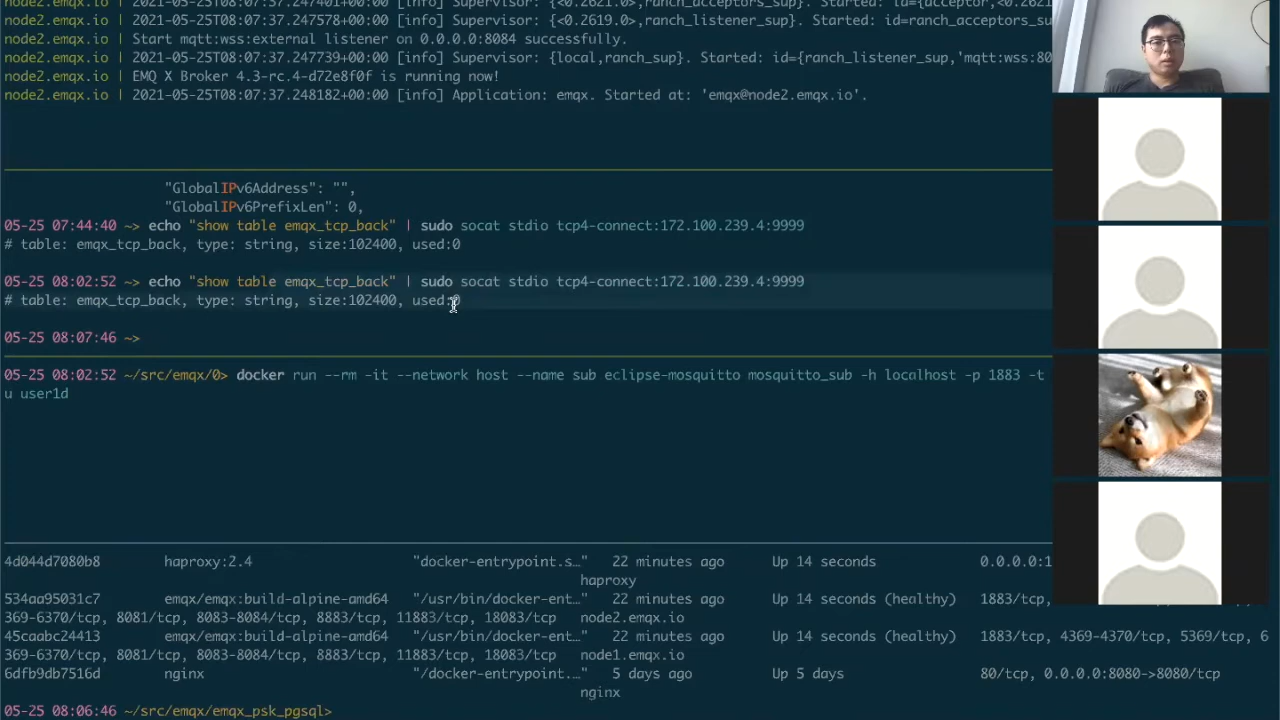 node2.emqx.io | 2021-05-25T08:07:37.247401+00:00 [info] Supervisor: {<0.2621.0>,ranch_acceptors_sup}. Started: id={acceptor,<0.2621
node2.emqx.io | 2021-05-25T08:07:37.247578+00:00 [info] Supervisor: {<0.2619.0>,ranch_listener_sup}. Started: id=ranch_acceptors_su
node2.emqx.io | Start mqtt:wss:external listener on 0.0.0.0:8084 successfully.
node2.emqx.io | 2021-05-25T08:07:37.247739+00:00 [info] Supervisor: {local,ranch_sup}. Started: id={ranch_listener_sup,'mqtt:wss:80
node2.emqx.io | EMQ X Broker 4.3-rc.4-d72e8f0f is running now!
node2.emqx.io | 2021-05-25T08:07:37.248182+00:00 [info] Application: emqx. Started at: 'emqx@node2.emqx.io'.
"GlobalIPv6Address": "",
"GlobalIPv6PrefixLen": 0,
05-25 07:44:40 ~> echo "show table emqx_tcp_back" | sudo socat stdio tcp4-connect:172.100.239.4:9999
# table: emqx_tcp_back, type: string, size:102400, used:0
05-25 08:02:52 ~> echo "show table emqx_tcp_back" | sudo socat stdio tcp4-connect:172.100.239.4:9999
# table: emqx_tcp_back, type: string, size:102400, used:0
05-25 08:07:46 ~>
05-25 08:02:52 ~/src/emqx/0> docker run --rm -it --network host --name sub eclipse-mosquitto mosquitto_sub -h localhost -p 1883 -t
u user1d
4d044d7080b8 haproxy:2.4 "docker-entrypoint.s…" 22 minutes ago Up 14 seconds 0.0.0.0:1
haproxy
534aa95031c7 emqx/emqx:build-alpine-amd64 "/usr/bin/docker-ent…" 22 minutes ago Up 14 seconds (healthy) 1883/tcp,
369-6370/tcp, 8081/tcp, 8083-8084/tcp, 8883/tcp, 11883/tcp, 18083/tcp node2.emqx.io
45caabc24413 emqx/emqx:build-alpine-amd64 "/usr/bin/docker-ent…" 22 minutes ago Up 14 seconds (healthy) 1883/tcp, 4369-4370/tcp, 5369/tcp, 6
369-6370/tcp, 8081/tcp, 8083-8084/tcp, 8883/tcp, 11883/tcp, 18083/tcp node1.emqx.io
6dfb9db7516d nginx "/docker-entrypoint.…" 5 days ago Up 5 days 80/tcp, 0.0.0.0:8080->8080/tcp
nginx
05-25 08:06:46 ~/src/emqx/emqx_psk_pgsql>